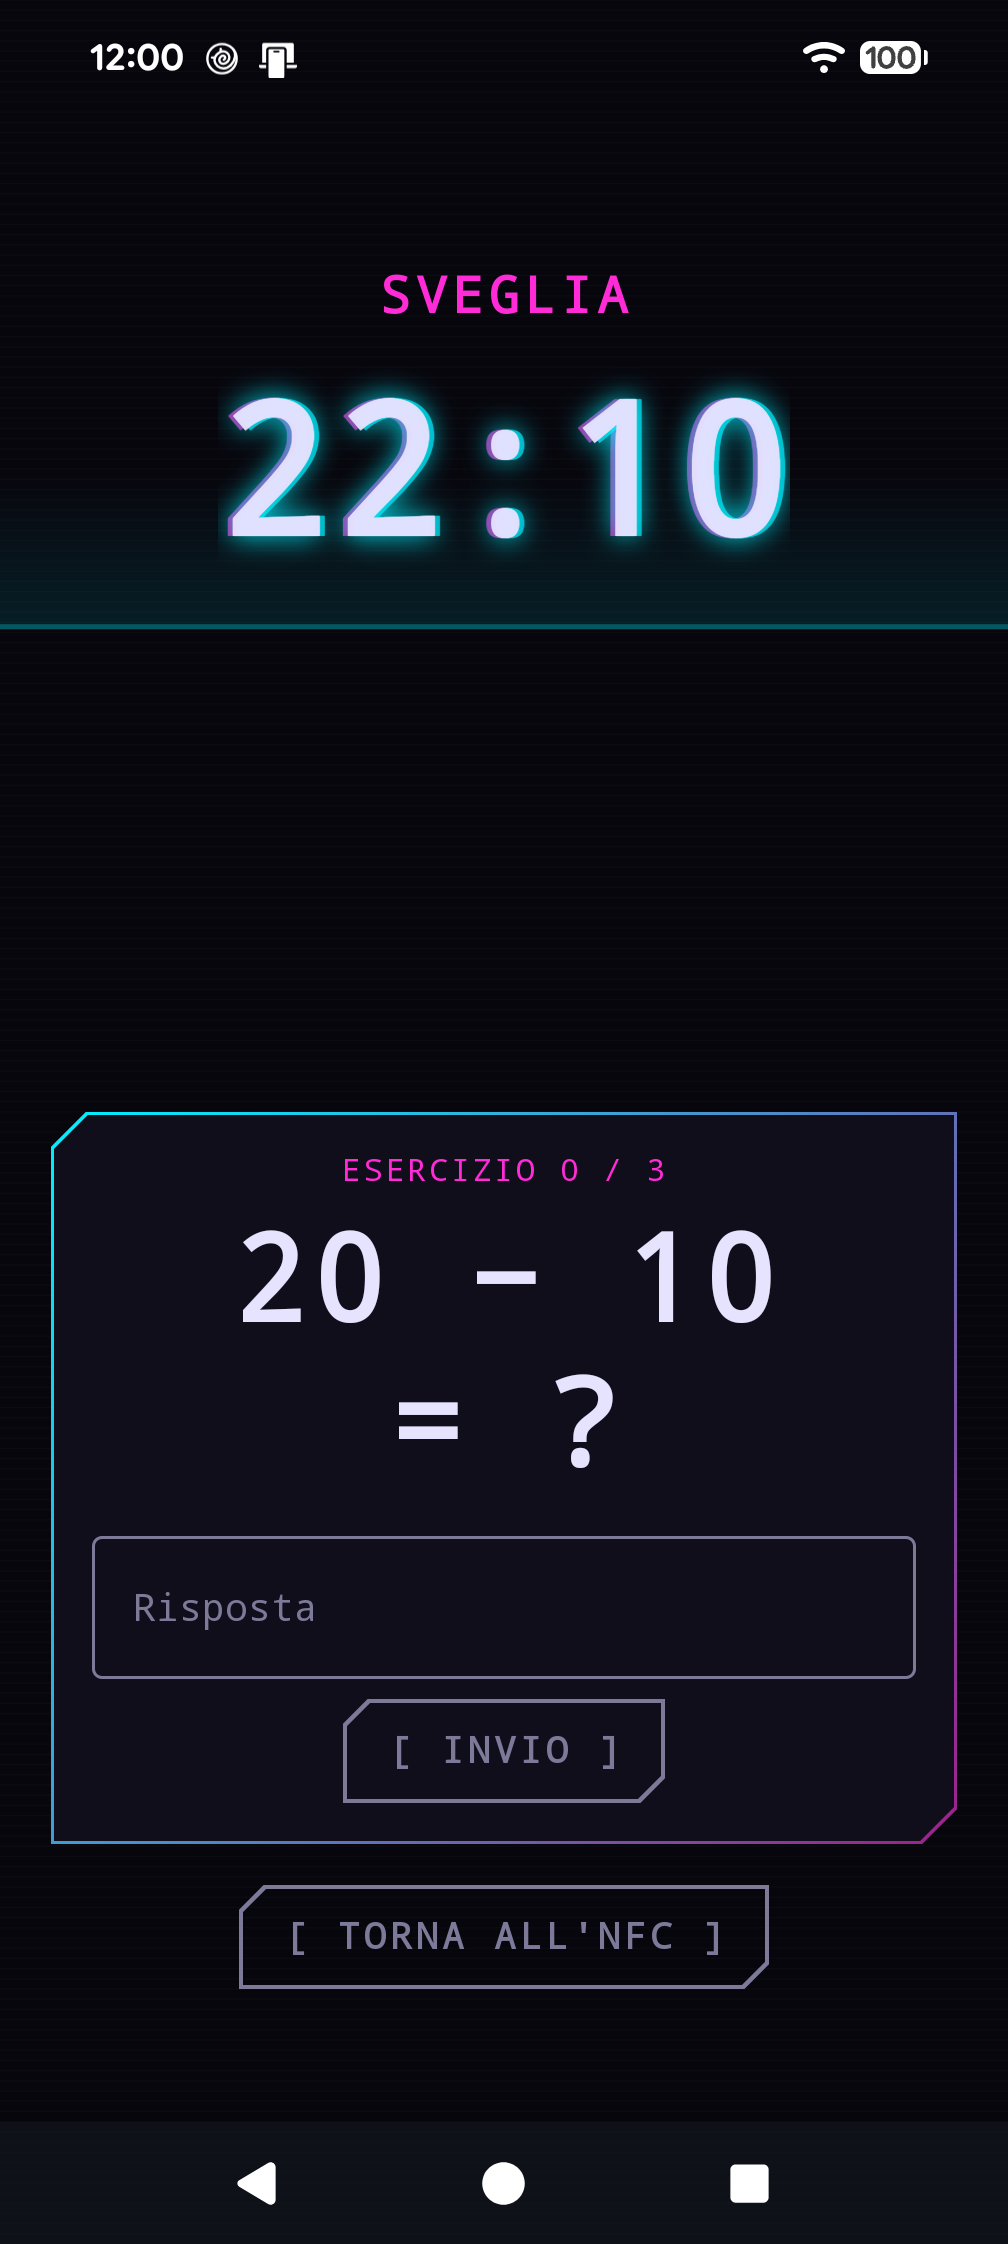 12:00 100
SVEGLIA
22:10
ESERCIZIO 0 / 3
20 − 10
= ?
Risposta
[ INVIO ]
[ TORNA ALL'NFC ]